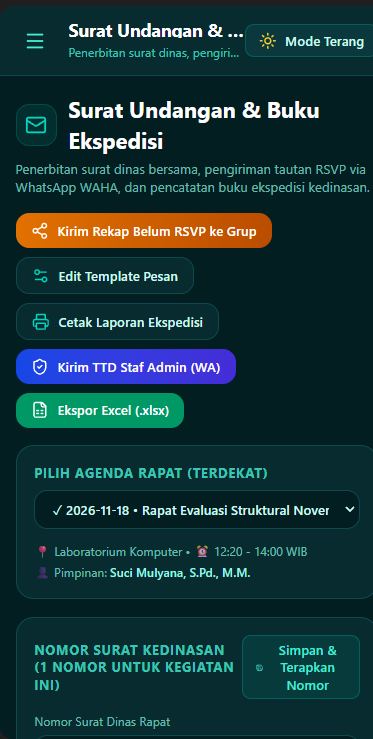 Surat Undangan & ...
Penerbitan surat dinas, pengiri...
Mode Terang
Surat Undangan & Buku
Ekspedisi
Penerbitan surat dinas bersama, pengiriman tautan RSVP via
WhatsApp WAHA, dan pencatatan buku ekspedisi kedinasan.
Kirim Rekap Belum RSVP ke Grup
Edit Template Pesan
Cetak Laporan Ekspedisi
Kirim TTD Staf Admin (WA)
Ekspor Excel (.xlsx)
PILIH AGENDA RAPAT (TERDEKAT)
✓ 2026-11-18 • Rapat Evaluasi Struktural Nover
Laboratorium Komputer • 12:20 - 14:00 WIB
Pimpinan: Suci Mulyana, S.Pd., M.M.
NOMOR SURAT KEDINASAN
(1 NOMOR UNTUK KEGIATAN
INI)
Simpan &
Terapkan
Nomor
Nomor Surat Dinas Rapat